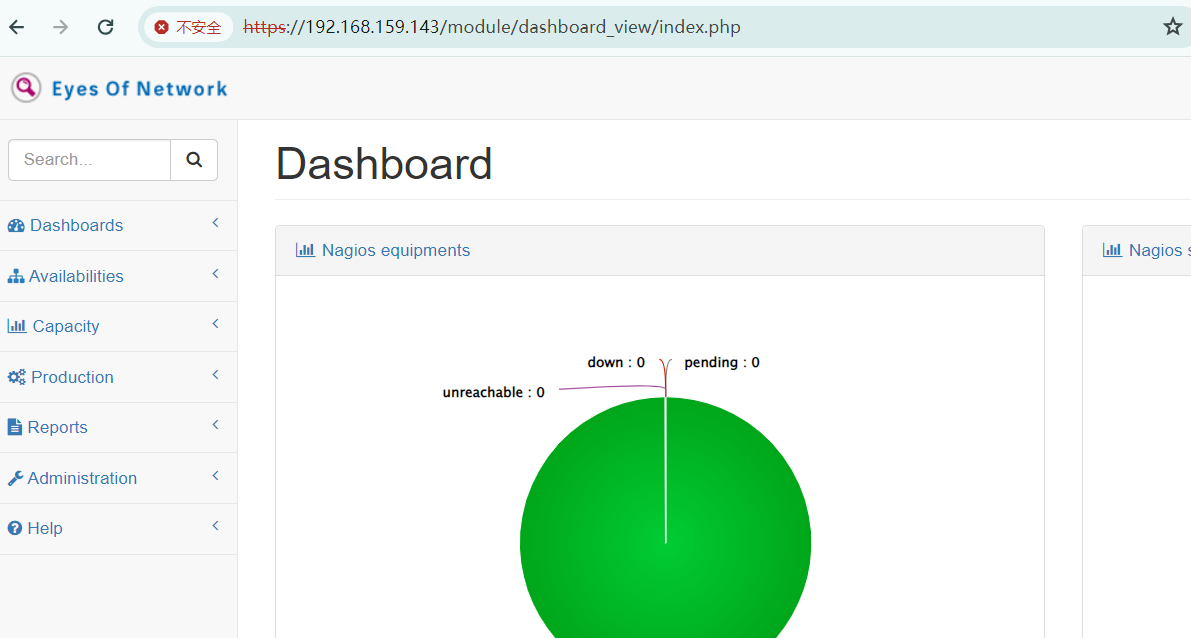 不安全 https://192.168.159.143/module/dashboard_view/index.php
Eyes Of Network
Search...
Dashboard
Dashboards
Nagios equipments
Nagios s
Availabilities
Capacity
Production
Reports
Administration
Help
down : 0
pending : 0
unreachable : 0